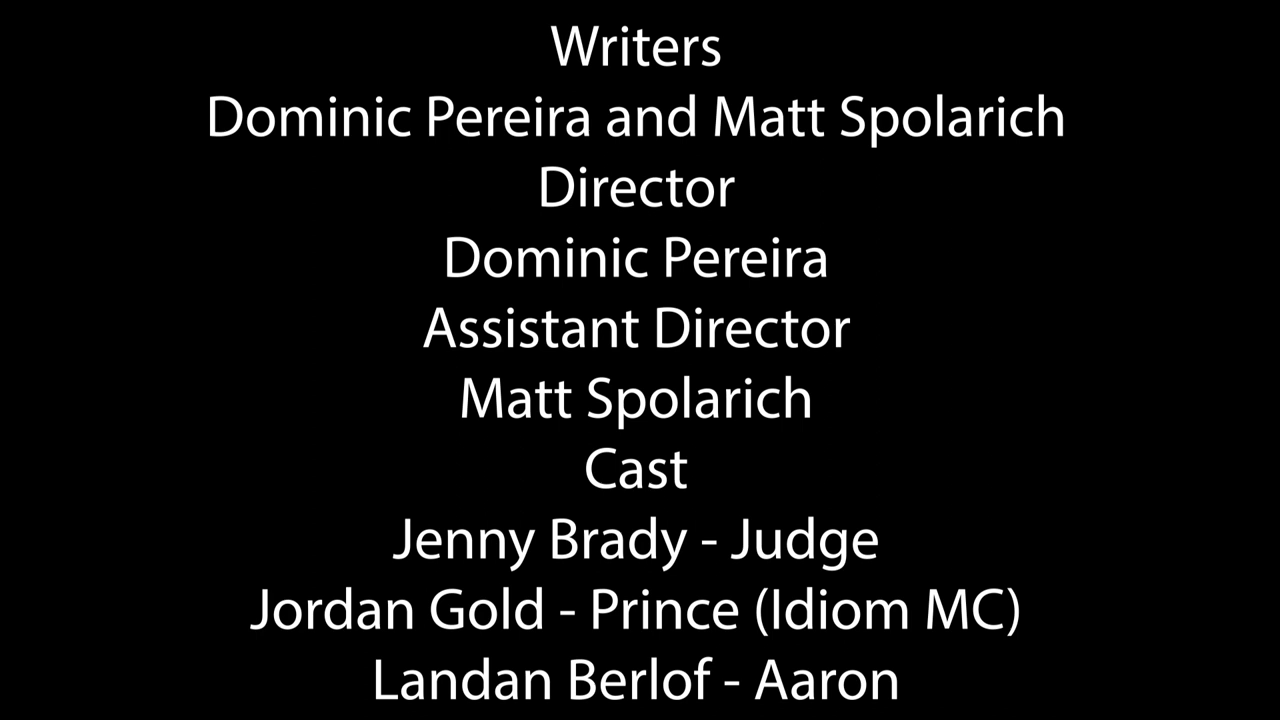 Writers
Dominic Pereira and Matt Spolarich
Director
Dominic Pereira
Assistant Director
Matt Spolarich
Cast
Jenny Brady - Judge
Jordan Gold - Prince (Idiom MC)
Landan Berlof - Aaron